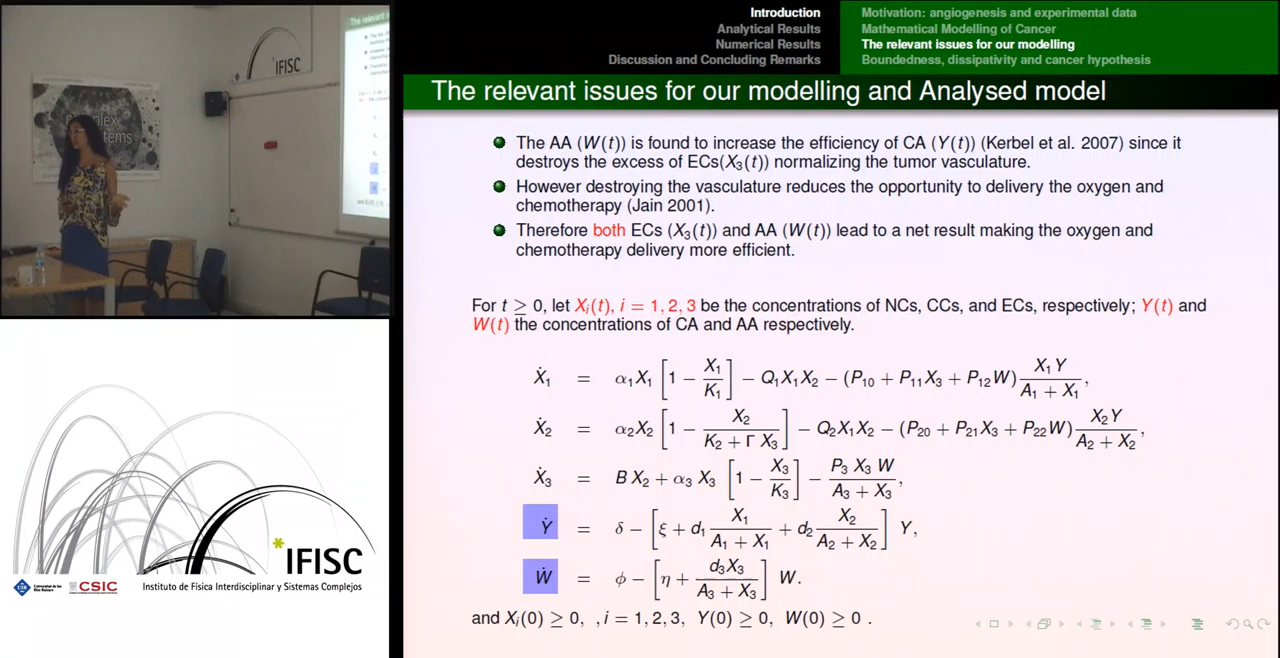 IFISC
plex
tems
Introduction
Analytical Results
Numerical Results
Discussion and Concluding Remarks
Motivation: angiogenesis and experimental data
Mathematical Modelling of Cancer
The relevant issues for our modelling
Boundedness, dissipativity and cancer hypothesis
The relevant issues for our modelling and Analysed model
The AA (W(t)) is found to increase the efficiency of CA (Y(t)) (Kerbel et al. 2007) since it
destroys the excess of ECs(X₃(t)) normalizing the tumor vasculature.
However destroying the vasculature reduces the opportunity to delivery the oxygen and
chemotherapy (Jain 2001).
Therefore both ECs (X₃(t)) and AA (W(t)) lead to a net result making the oxygen and
chemotherapy delivery more efficient.
For t ≥ 0, let Xᵢ(t), i = 1, 2, 3 be the concentrations of NCs, CCs, and ECs, respectively; Y(t) and
W(t) the concentrations of CA and AA respectively.
Ẋ₁ = α₁X₁ [1 − X₁/K₁] − Q₁X₁X₂ − (P₁₀ + P₁₁X₃ + P₁₂W) X₁Y/(A₁ + X₁),
Ẋ₂ = α₂X₂ [1 − X₂/(K₂ + Γ X₃)] − Q₂X₁X₂ − (P₂₀ + P₂₁X₃ + P₂₂W) X₂Y/(A₂ + X₂),
Ẋ₃ = B X₂ + α₃ X₃ [1 − X₃/K₃] − P₃ X₃ W/(A₃ + X₃),
Ẏ = δ − [ξ + d₁ X₁/(A₁ + X₁) + d₂ X₂/(A₂ + X₂)] Y,
Ẇ = φ − [η + d₃X₃/(A₃ + X₃)] W.
and Xᵢ(0) ≥ 0, , i = 1, 2, 3, Y(0) ≥ 0, W(0) ≥ 0 .
*IFISC
UIB
CSIC
Instituto de Física Interdisciplinar y Sistemas Complejos